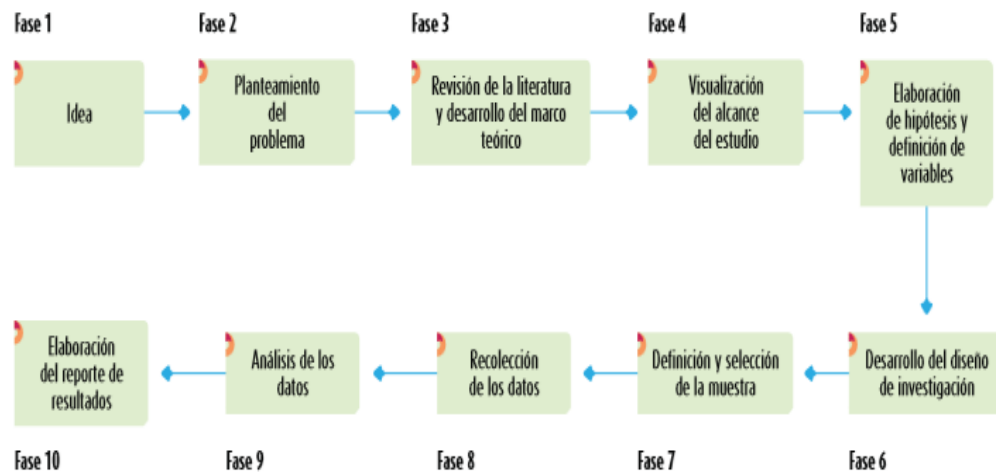 Fase 1
Idea
Fase 2
Planteamiento
del
problema
Fase 3
Revisión de la literatura
y desarrollo del marco
teórico
Fase 4
Visualización
del alcance
del estudio
Fase 5
Elaboración
de hipótesis y
definición de
variables
Desarrollo del diseño
de investigación
Fase 6
Definición y selección
de la muestra
Fase 7
Recolección
de los datos
Fase 8
Análisis de los
datos
Fase 9
Elaboración
del reporte de
resultados
Fase 10